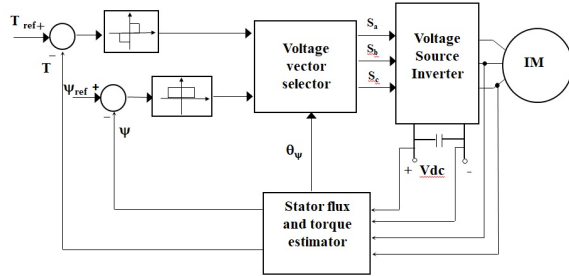 T ref +
−
T
Ψref +
−
Ψ
Voltage
vector
selector
Sa
Sb
Sc
Voltage
Source
Inverter
IM
θψ
+ Vdc -
Stator flux
and torque
estimator